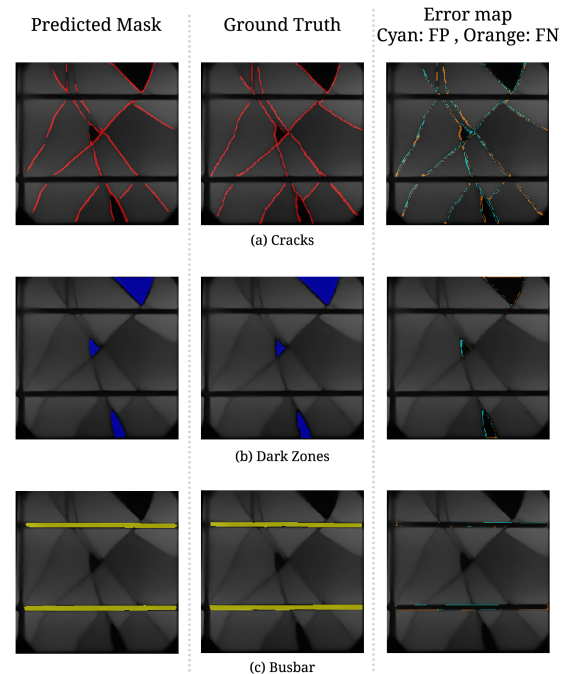 Predicted Mask
Ground Truth
Error map
Cyan: FP , Orange: FN
(a) Cracks
(b) Dark Zones
(c) Busbar